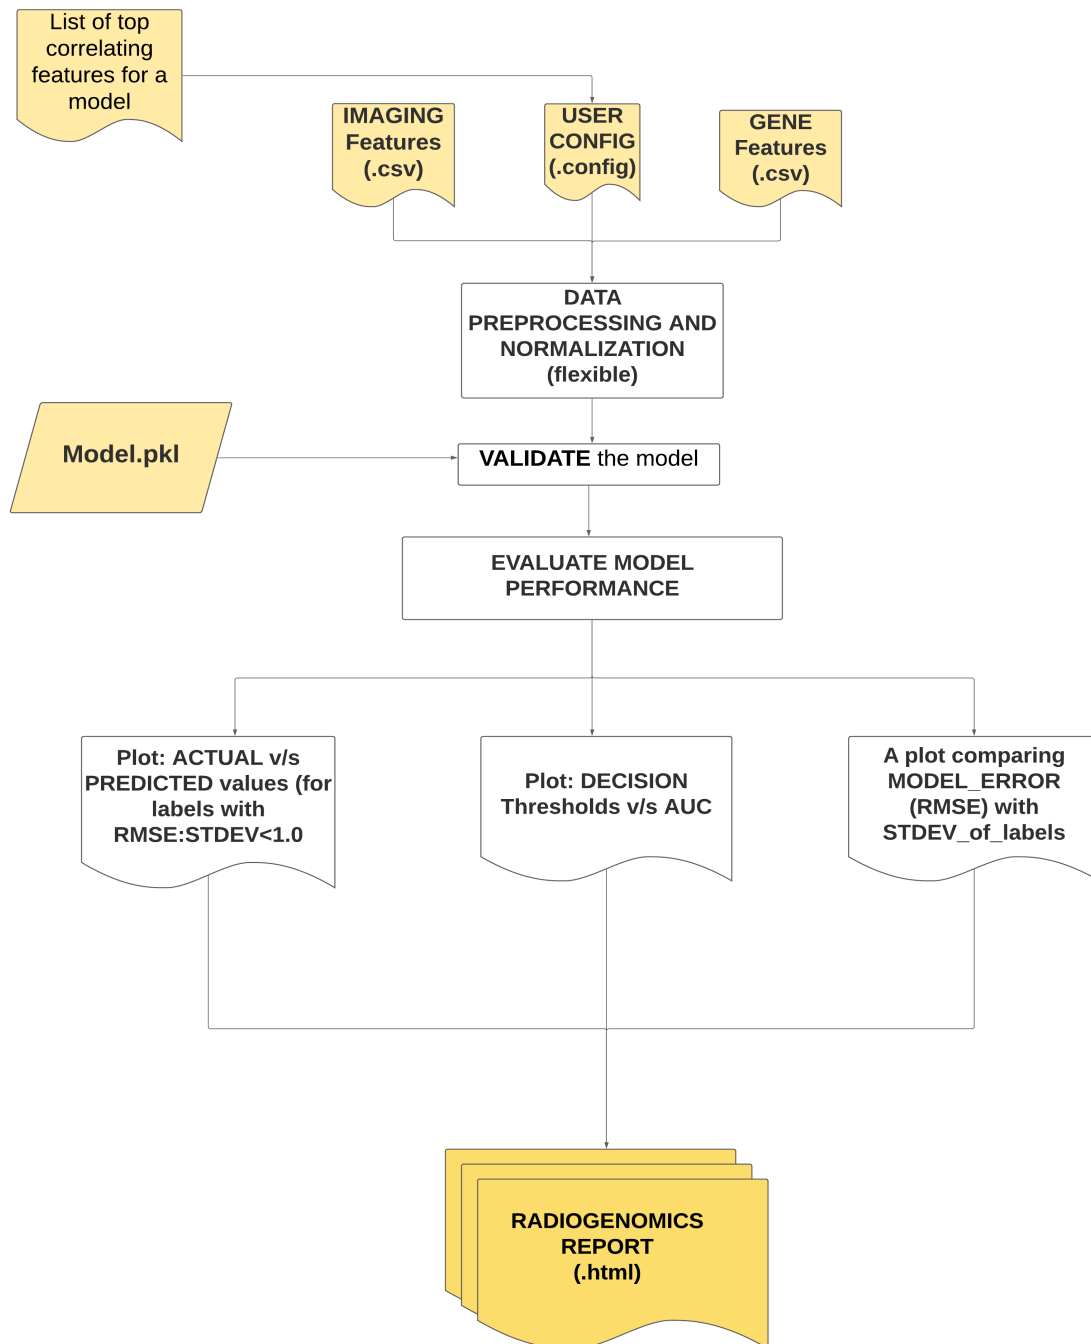 List of top
correlating
features for a
model
IMAGING
Features
(.csv)
USER
CONFIG
(.config)
GENE
Features
(.csv)
DATA
PREPROCESSING AND
NORMALIZATION
(flexible)
Model.pkl
VALIDATE the model
EVALUATE MODEL
PERFORMANCE
Plot: ACTUAL v/s
PREDICTED values (for
labels with
RMSE:STDEV<1.0
Plot: DECISION
Thresholds v/s AUC
A plot comparing
MODEL_ERROR
(RMSE) with
STDEV_of_labels
RADIOGENOMICS
REPORT
(.html)